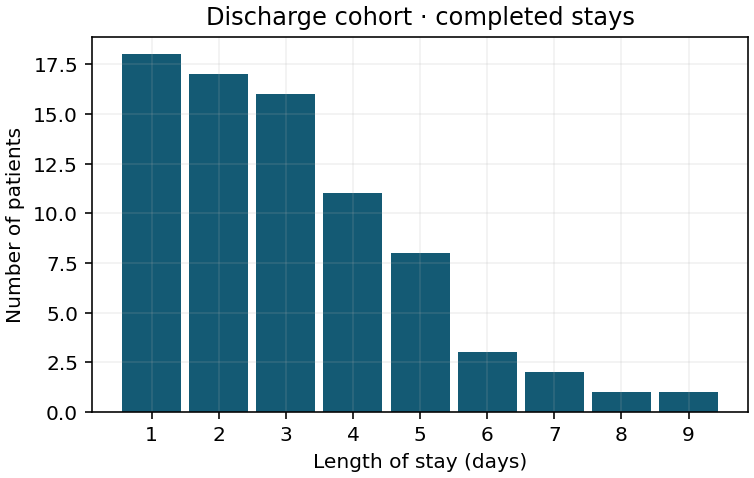 Discharge cohort · completed stays
Number of patients
17.5
15.0
12.5
10.0
7.5
5.0
2.5
0.0
1 2 3 4 5 6 7 8 9
Length of stay (days)